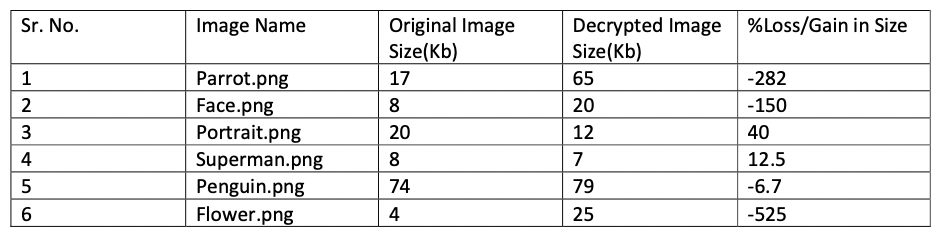 Sr. No. Image Name Original Image Size(Kb) Decrypted Image Size(Kb) %Loss/Gain in Size
1 Parrot.png 17 65 -282
2 Face.png 8 20 -150
3 Portrait.png 20 12 40
4 Superman.png 8 7 12.5
5 Penguin.png 74 79 -6.7
6 Flower.png 4 25 -525